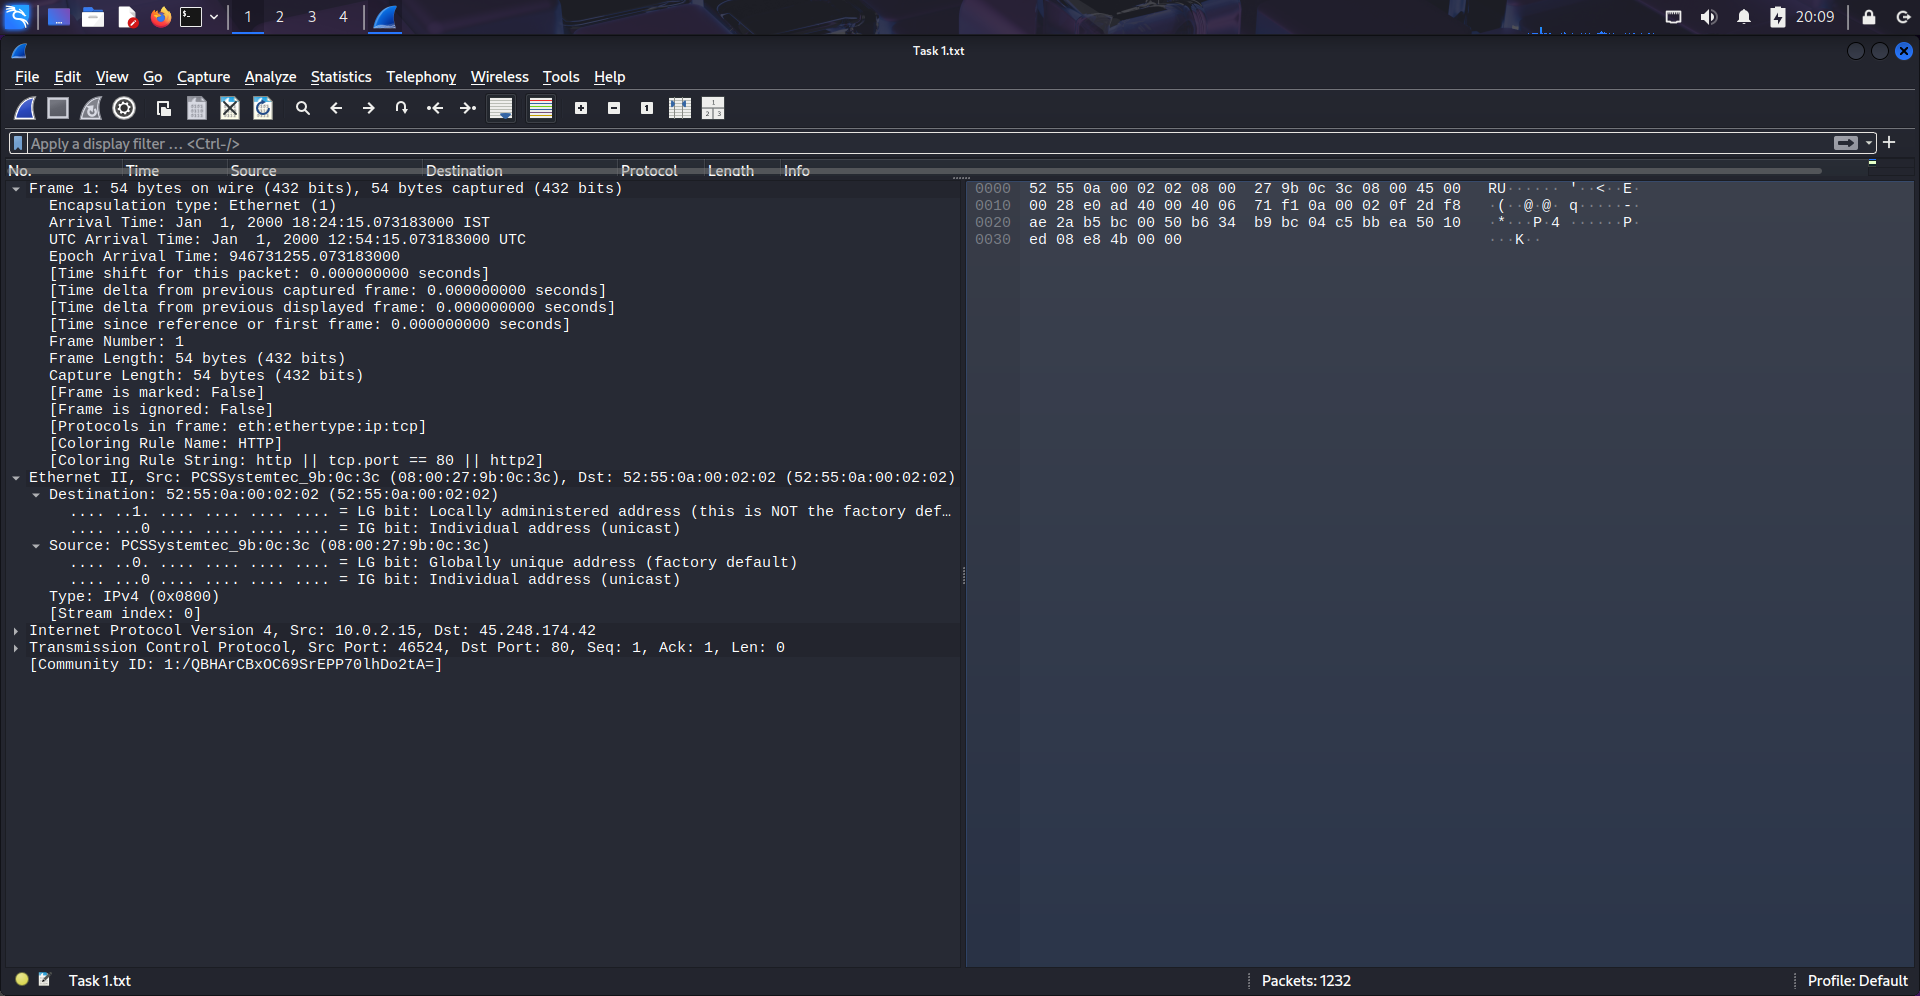 1 2 3 4 20:09
Task 1.txt
File Edit View Go Capture Analyze Statistics Telephony Wireless Tools Help
Apply a display filter … <Ctrl-/>
No. Time Source Destination Protocol Length Info
Frame 1: 54 bytes on wire (432 bits), 54 bytes captured (432 bits)
Encapsulation type: Ethernet (1)
Arrival Time: Jan  1, 2000 18:24:15.073183000 IST
UTC Arrival Time: Jan  1, 2000 12:54:15.073183000 UTC
Epoch Arrival Time: 946731255.073183000
[Time shift for this packet: 0.000000000 seconds]
[Time delta from previous captured frame: 0.000000000 seconds]
[Time delta from previous displayed frame: 0.000000000 seconds]
[Time since reference or first frame: 0.000000000 seconds]
Frame Number: 1
Frame Length: 54 bytes (432 bits)
Capture Length: 54 bytes (432 bits)
[Frame is marked: False]
[Frame is ignored: False]
[Protocols in frame: eth:ethertype:ip:tcp]
[Coloring Rule Name: HTTP]
[Coloring Rule String: http || tcp.port == 80 || http2]
Ethernet II, Src: PCSSystemtec_9b:0c:3c (08:00:27:9b:0c:3c), Dst: 52:55:0a:00:02:02 (52:55:0a:00:02:02)
Destination: 52:55:0a:00:02:02 (52:55:0a:00:02:02)
.... ..1. .... .... .... .... = LG bit: Locally administered address (this is NOT the factory def…
.... ...0 .... .... .... .... = IG bit: Individual address (unicast)
Source: PCSSystemtec_9b:0c:3c (08:00:27:9b:0c:3c)
.... ..0. .... .... .... .... = LG bit: Globally unique address (factory default)
.... ...0 .... .... .... .... = IG bit: Individual address (unicast)
Type: IPv4 (0x0800)
[Stream index: 0]
Internet Protocol Version 4, Src: 10.0.2.15, Dst: 45.248.174.42
Transmission Control Protocol, Src Port: 46524, Dst Port: 80, Seq: 1, Ack: 1, Len: 0
[Community ID: 1:/QBHArCBxOC69SrEPP70lhDo2tA=]
0000 52 55 0a 00 02 02 08 00 27 9b 0c 3c 08 00 45 00 RU······ '··<··E·
0010 00 28 e0 ad 40 00 40 06 71 f1 0a 00 02 0f 2d f8 ·(··@·@· q·····-·
0020 ae 2a b5 bc 00 50 b6 34 b9 bc 04 c5 bb ea 50 10 ·*···P·4 ······P·
0030 ed 08 e8 4b 00 00 ···K··
Task 1.txt Packets: 1232 Profile: Default